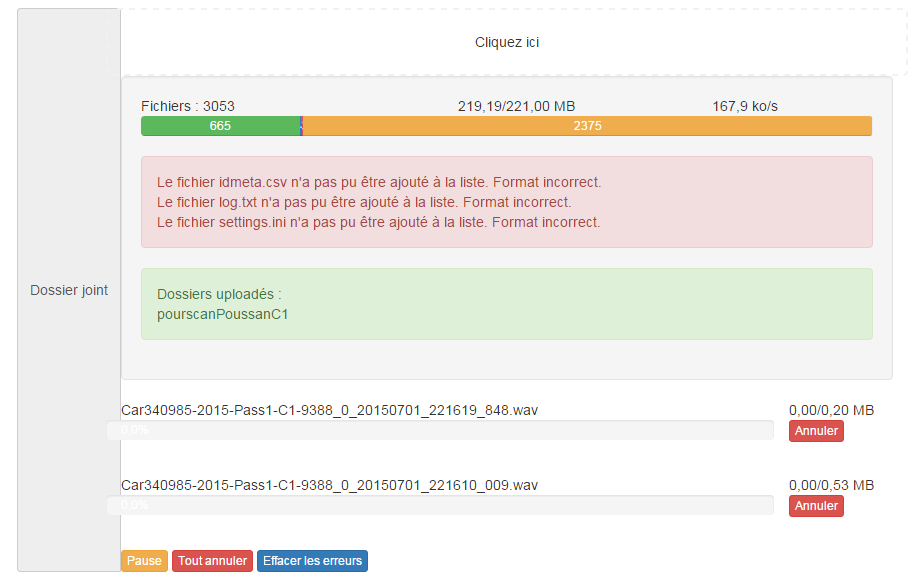 Cliquez ici
Fichiers : 3053 219,19/221,00 MB 167,9 ko/s
665 2375
Le fichier idmeta.csv n'a pas pu être ajouté à la liste. Format incorrect.
Le fichier log.txt n'a pas pu être ajouté à la liste. Format incorrect.
Le fichier settings.ini n'a pas pu être ajouté à la liste. Format incorrect.
Dossier joint
Dossiers uploadés :
pourscanPoussanC1
Car340985-2015-Pass1-C1-9388_0_20150701_221619_848.wav 0,00/0,20 MB
0,0% Annuler
Car340985-2015-Pass1-C1-9388_0_20150701_221610_009.wav 0,00/0,53 MB
0,0% Annuler
Pause Tout annuler Effacer les erreurs